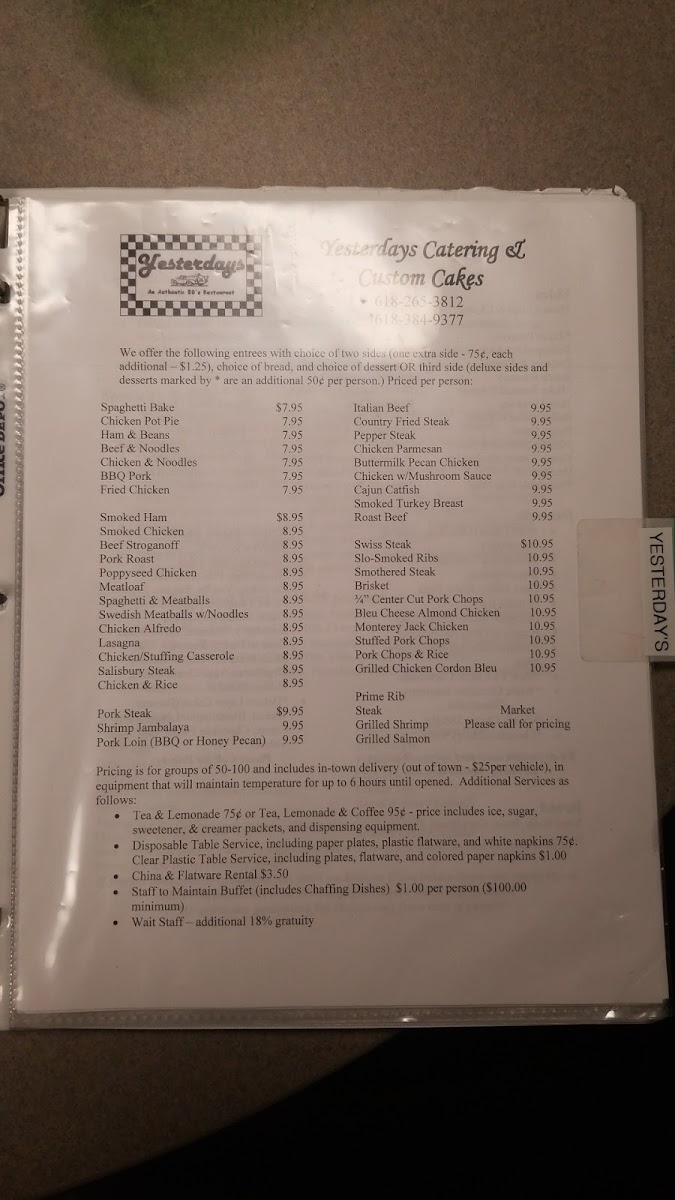 Yesterdays
An Authentic 50's Restaurant
Yesterdays Catering &
Custom Cakes
618-265-3812
618-384-9377
We offer the following entrees with choice of two sides (one extra side - 75¢, each
additional – $1.25), choice of bread, and choice of dessert OR third side (deluxe sides and
desserts marked by * are an additional 50¢ per person.) Priced per person:
Spaghetti Bake $7.95
Chicken Pot Pie 7.95
Ham & Beans 7.95
Beef & Noodles 7.95
Chicken & Noodles 7.95
BBQ Pork 7.95
Fried Chicken 7.95
Smoked Ham $8.95
Smoked Chicken 8.95
Beef Stroganoff 8.95
Pork Roast 8.95
Poppyseed Chicken 8.95
Meatloaf 8.95
Spaghetti & Meatballs 8.95
Swedish Meatballs w/Noodles 8.95
Chicken Alfredo 8.95
Lasagna 8.95
Chicken/Stuffing Casserole 8.95
Salisbury Steak 8.95
Chicken & Rice 8.95
Pork Steak $9.95
Shrimp Jambalaya 9.95
Pork Loin (BBQ or Honey Pecan) 9.95
Italian Beef 9.95
Country Fried Steak 9.95
Pepper Steak 9.95
Chicken Parmesan 9.95
Buttermilk Pecan Chicken 9.95
Chicken w/Mushroom Sauce 9.95
Cajun Catfish 9.95
Smoked Turkey Breast 9.95
Roast Beef 9.95
Swiss Steak $10.95
Slo-Smoked Ribs 10.95
Smothered Steak 10.95
Brisket 10.95
¾" Center Cut Pork Chops 10.95
Bleu Cheese Almond Chicken 10.95
Monterey Jack Chicken 10.95
Stuffed Pork Chops 10.95
Pork Chops & Rice 10.95
Grilled Chicken Cordon Bleu 10.95
Prime Rib
Steak Market
Grilled Shrimp Please call for pricing
Grilled Salmon
Pricing is for groups of 50-100 and includes in-town delivery (out of town - $25per vehicle), in
equipment that will maintain temperature for up to 6 hours until opened. Additional Services as
follows:
• Tea & Lemonade 75¢ or Tea, Lemonade & Coffee 95¢ - price includes ice, sugar,
sweetener, & creamer packets, and dispensing equipment.
• Disposable Table Service, including paper plates, plastic flatware, and white napkins 75¢.
Clear Plastic Table Service, including plates, flatware, and colored paper napkins $1.00
• China & Flatware Rental $3.50
• Staff to Maintain Buffet (includes Chaffing Dishes) $1.00 per person ($100.00
minimum)
• Wait Staff – additional 18% gratuity
YESTERDAY'S
Office DEPOT®